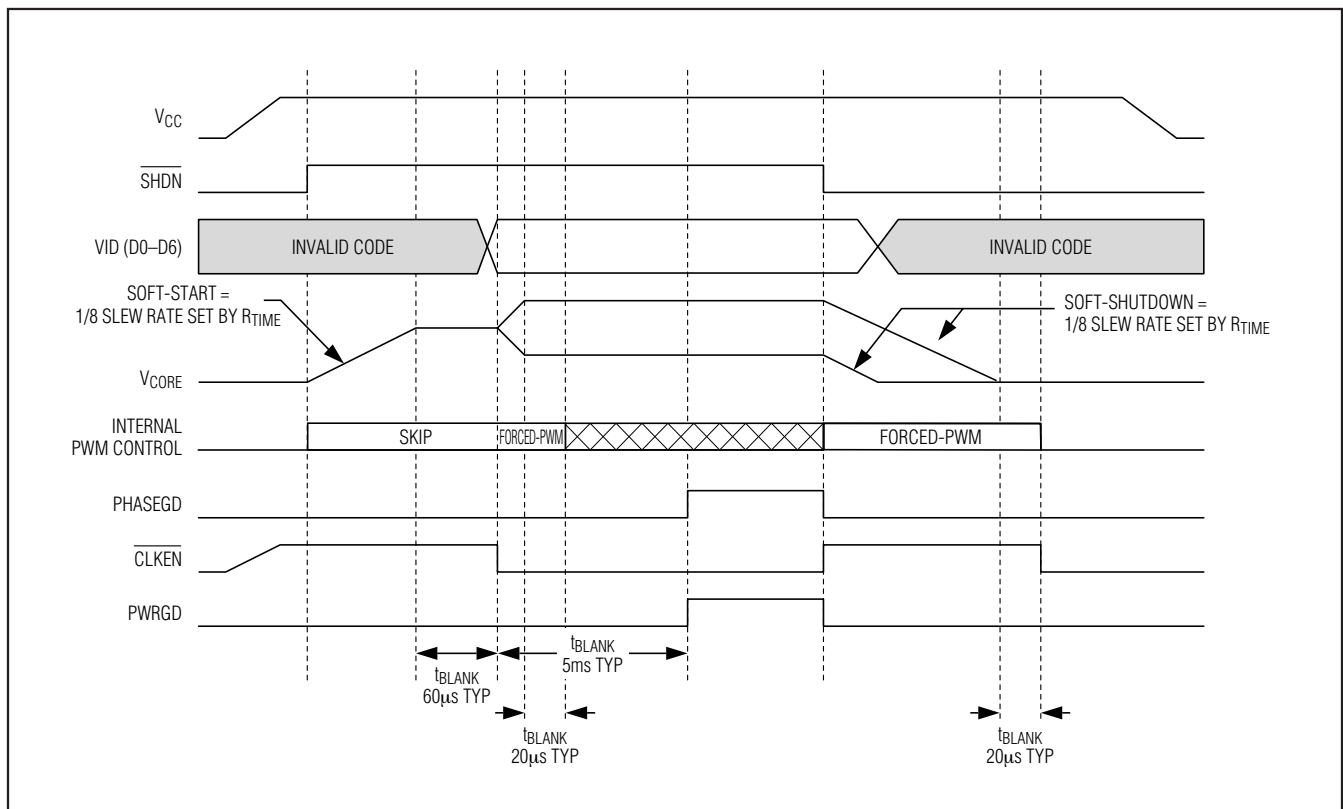 VCC
SHDN
VID (D0–D6)
INVALID CODE
INVALID CODE
SOFT-START =
1/8 SLEW RATE SET BY RTIME
SOFT-SHUTDOWN =
1/8 SLEW RATE SET BY RTIME
VCORE
INTERNAL
PWM CONTROL
SKIP
FORCED-PWM
FORCED-PWM
PHASEGD
CLKEN
PWRGD
tBLANK
60μs TYP
tBLANK
5ms TYP
tBLANK
20μs TYP
tBLANK
20μs TYP